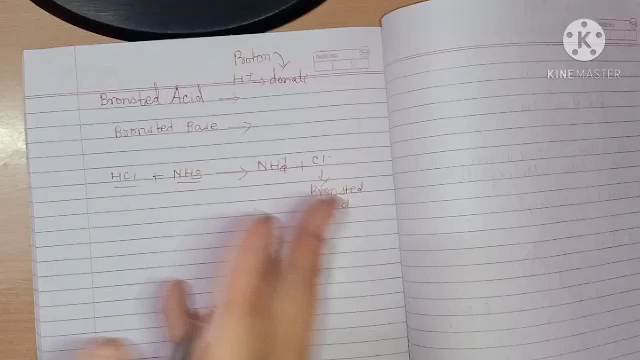 Proton
H+ → donate
Bronsted Acid →
Bronsted Base →
HCl + NH3 → NH4+ + Cl-
↓
Bronsted
KINEMASTER